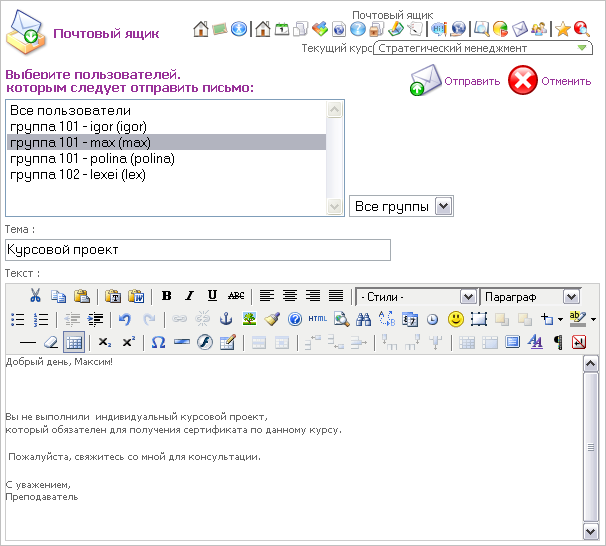 Почтовый ящик
Почтовый ящик
Текущий курс Стратегический менеджмент
Выберите пользователей.
которым следует отправить письмо:
Отправить
Отменить
Все пользователи
группа 101 - igor (igor)
группа 101 - max (max)
группа 101 - polina (polina)
группа 102 - lexei (lex)
Все группы
Тема :
Курсовой проект
Текст :
B I U ABC
- Стили -
Параграф
HTML
Добрый день, Максим!
Вы не выполнили индивидуальный курсовой проект,
который обязателен для получения сертификата по данному курсу.
Пожалуйста, свяжитесь со мной для консультации.
С уважением,
Преподаватель